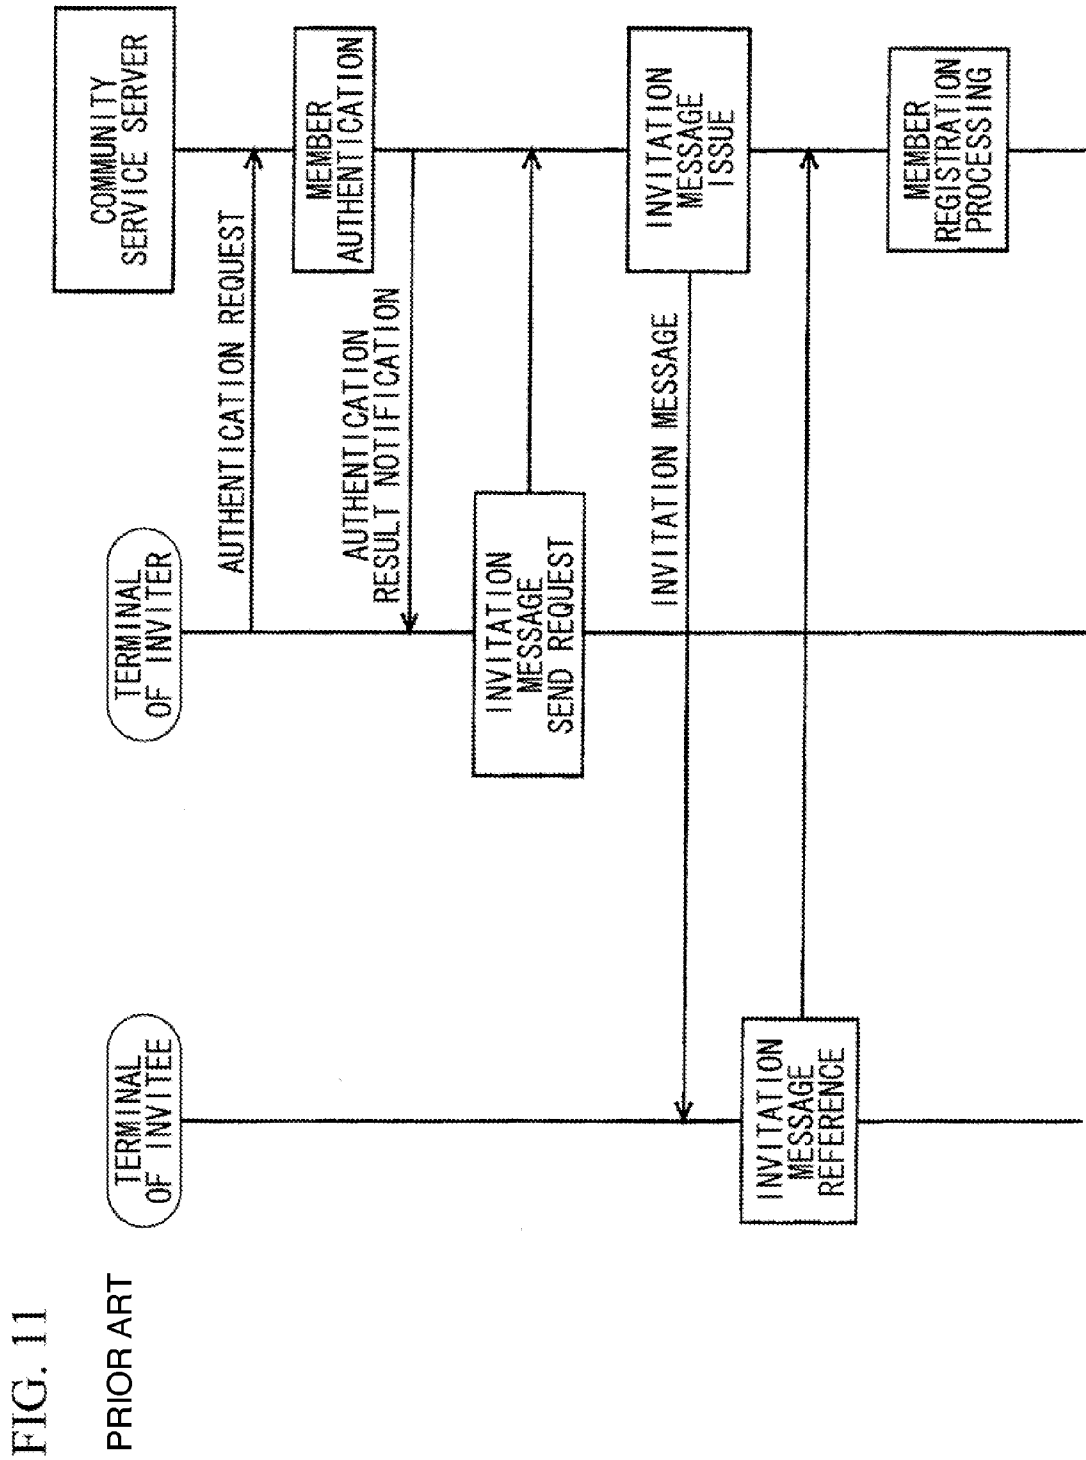 FIG. 11
PRIOR ART
TERMINAL
OF INVITEE
TERMINAL
OF INVITER
COMMUNITY
SERVICE SERVER
AUTHENTICATION REQUEST
MEMBER
AUTHENTICATION
AUTHENTICATION
RESULT NOTIFICATION
INVITATION
MESSAGE
SEND REQUEST
INVITATION
MESSAGE
ISSUE
INVITATION MESSAGE
INVITATION
MESSAGE
REFERENCE
MEMBER
REGISTRATION
PROCESSING